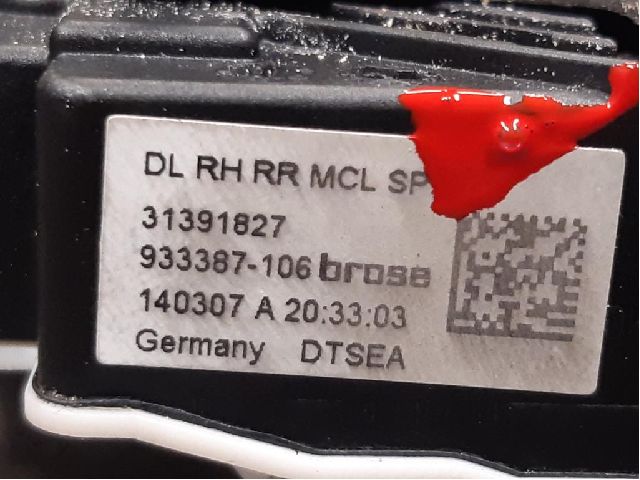 DL RH RR MCL SP
31391827
933387-106 brose
140307 A 20:33:03
Germany DTSEA